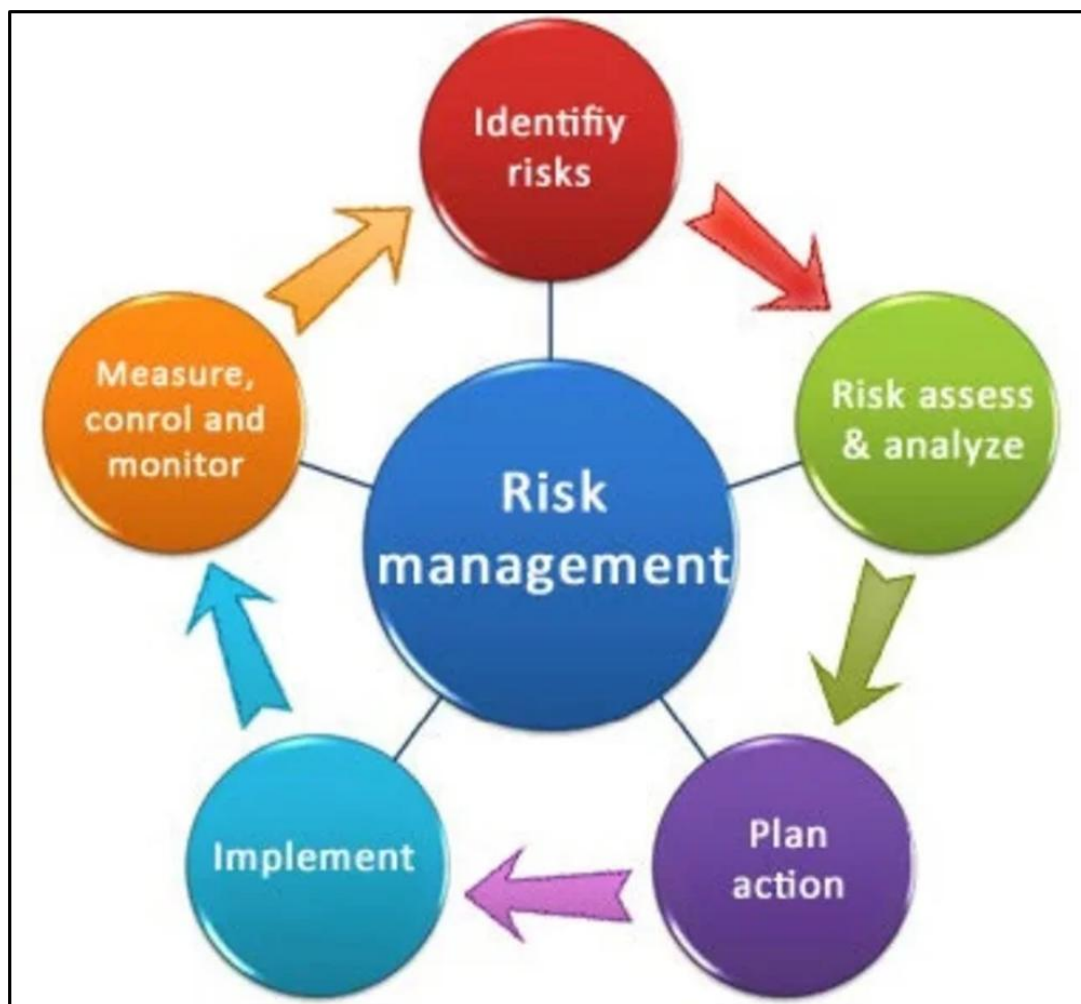 Identifiy
risks
Risk assess
& analyze
Plan
action
Implement
Measure,
conrol and
monitor
Risk
management